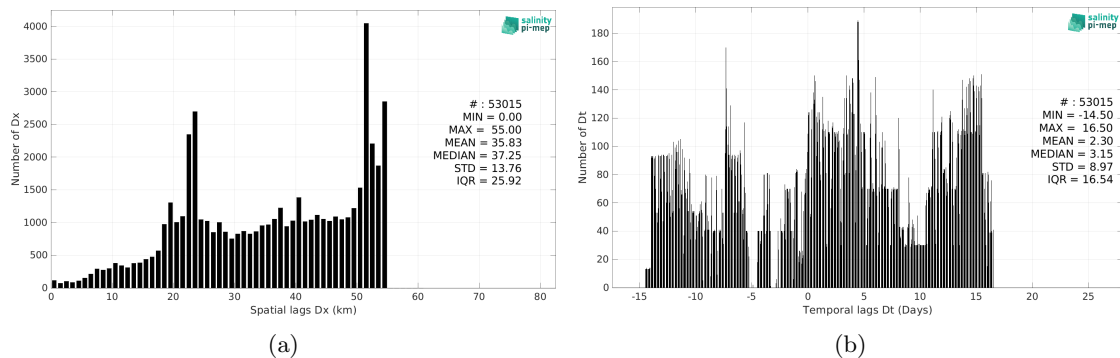 salinity
pi-mep
Number of Dx
4000
3500
3000
2500
2000
1500
1000
500
0
# : 53015
MIN = 0.00
MAX = 55.00
MEAN = 35.83
MEDIAN = 37.25
STD = 13.76
IQR = 25.92
0 10 20 30 40 50 60 70 80
Spatial lags Dx (km)
(a)
salinity
pi-mep
Number of Dt
180
160
140
120
100
80
60
40
20
0
# : 53015
MIN = -14.50
MAX = 16.50
MEAN = 2.30
MEDIAN = 3.15
STD = 8.97
IQR = 16.54
-15 -10 -5 0 5 10 15 20 25
Temporal lags Dt (Days)
(b)